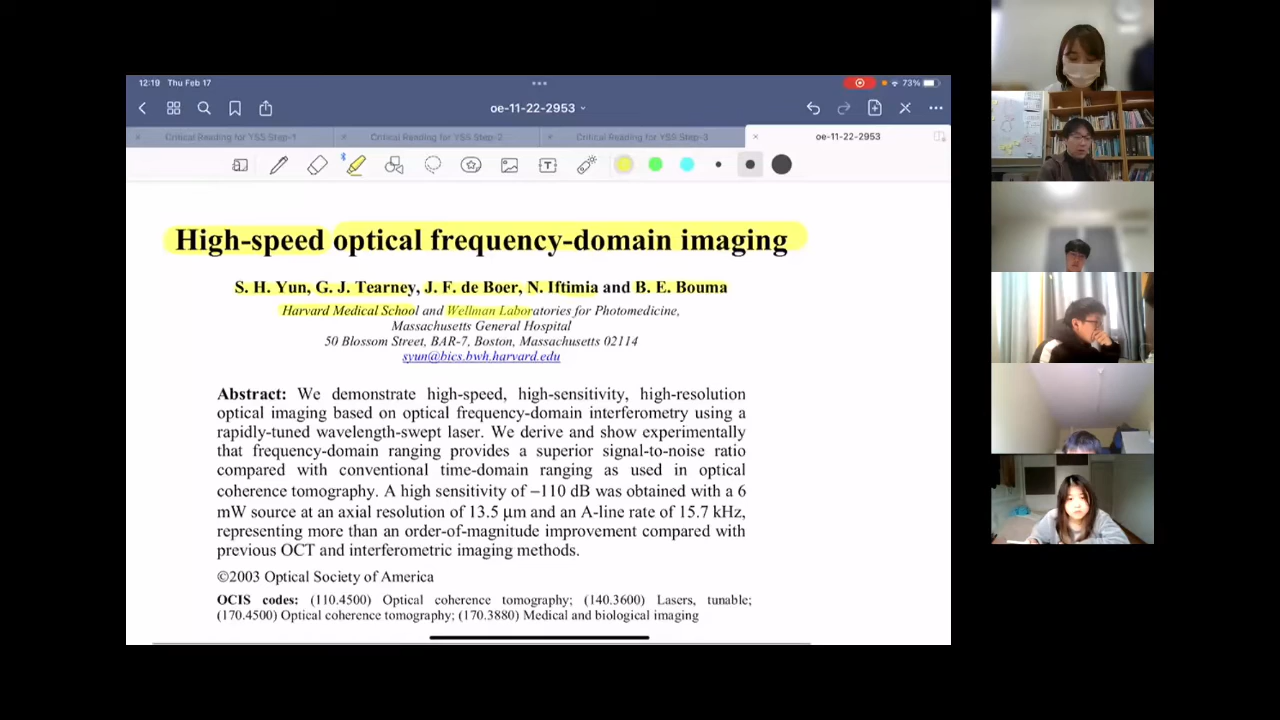 12:19 Thu Feb 17
73%
oe-11-22-2953
Critical Reading for YSS Step-1
Critical Reading for YSS Step-2
Critical Reading for YSS Step-3
oe-11-22-2953
High-speed optical frequency-domain imaging
S. H. Yun, G. J. Tearney, J. F. de Boer, N. Iftimia and B. E. Bouma
Harvard Medical School and Wellman Laboratories for Photomedicine,
Massachusetts General Hospital
50 Blossom Street, BAR-7, Boston, Massachusetts 02114
syun@bics.bwh.harvard.edu
Abstract: We demonstrate high-speed, high-sensitivity, high-resolution
optical imaging based on optical frequency-domain interferometry using a
rapidly-tuned wavelength-swept laser. We derive and show experimentally
that frequency-domain ranging provides a superior signal-to-noise ratio
compared with conventional time-domain ranging as used in optical
coherence tomography. A high sensitivity of −110 dB was obtained with a 6
mW source at an axial resolution of 13.5 µm and an A-line rate of 15.7 kHz,
representing more than an order-of-magnitude improvement compared with
previous OCT and interferometric imaging methods.
©2003 Optical Society of America
OCIS codes: (110.4500) Optical coherence tomography; (140.3600) Lasers, tunable;
(170.4500) Optical coherence tomography; (170.3880) Medical and biological imaging